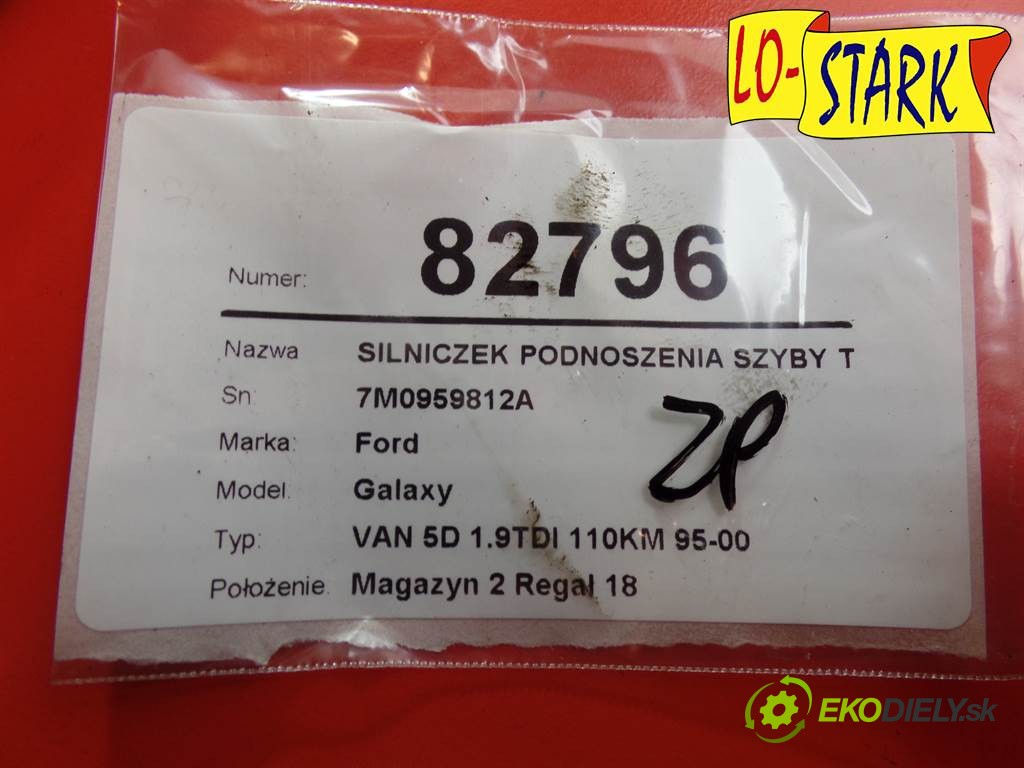 LO-STARK
Numer: 82796
Nazwa SILNICZEK PODNOSZENIA SZYBY T
Sn: 7M0959812A
Marka: Ford
Model: Galaxy
Typ: VAN 5D 1.9TDI 110KM 95-00
Położenie: Magazyn 2 Regał 18
ZP
EKODIELY.sk